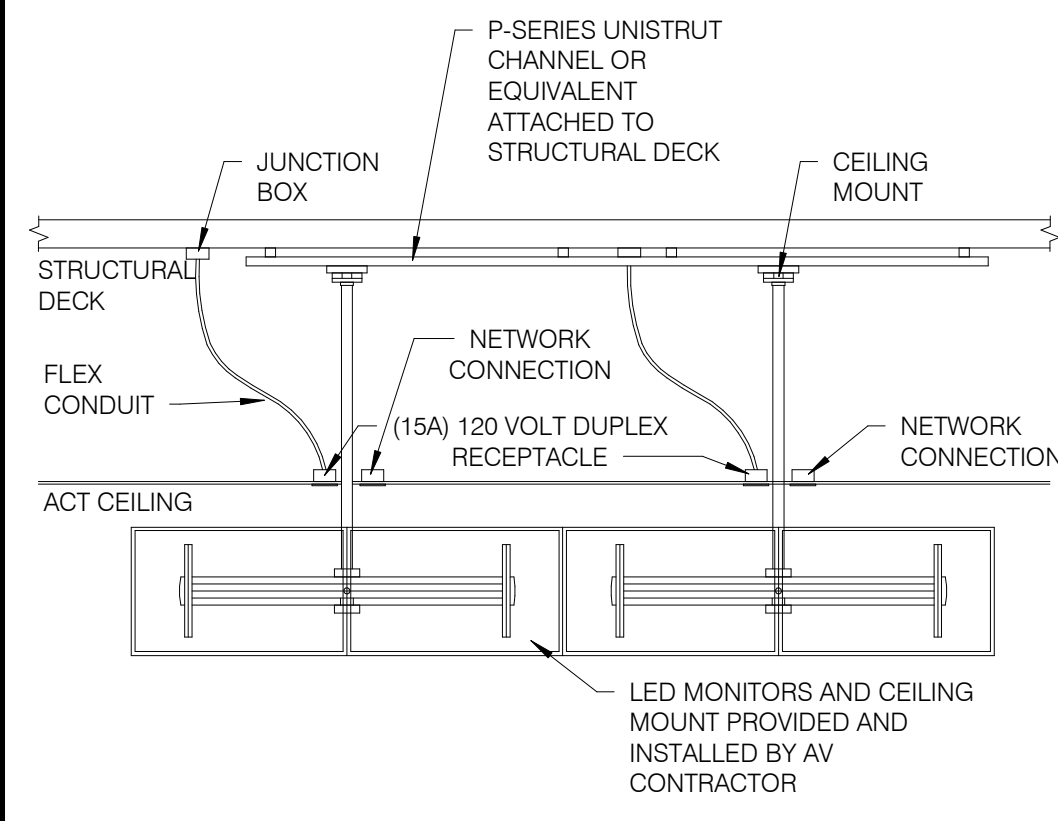 P-SERIES UNISTRUT
CHANNEL OR
EQUIVALENT
ATTACHED TO
STRUCTURAL DECK
JUNCTION
BOX
CEILING
MOUNT
STRUCTURAL
DECK
NETWORK
CONNECTION
FLEX
CONDUIT
(15A) 120 VOLT DUPLEX
RECEPTACLE
NETWORK
CONNECTION
ACT CEILING
LED MONITORS AND CEILING
MOUNT PROVIDED AND
INSTALLED BY AV
CONTRACTOR